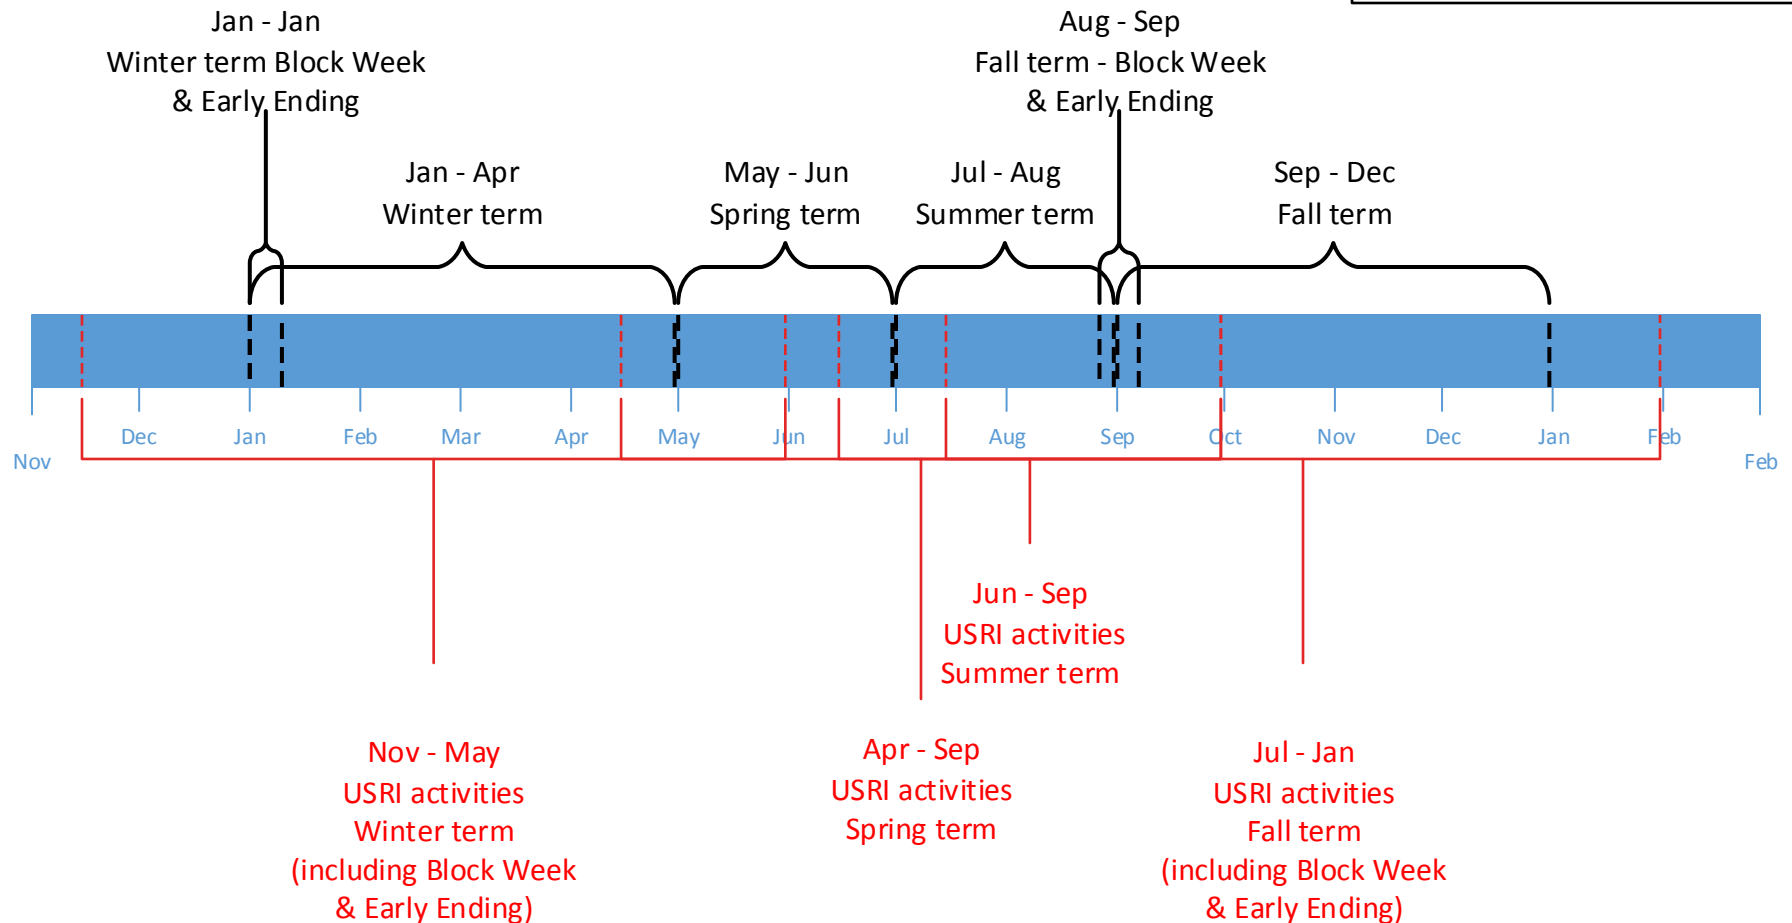 Jan - Jan
Winter term Block Week
& Early Ending
Aug - Sep
Fall term - Block Week
& Early Ending
Jan - Apr
Winter term
May - Jun
Spring term
Jul - Aug
Summer term
Sep - Dec
Fall term
Dec
Jan
Feb
Mar
Apr
May
Jun
Jul
Aug
Sep
Oct
Nov
Dec
Jan
Feb
Nov
Feb
Jun - Sep
USRI activities
Summer term
Nov - May
USRI activities
Winter term
(including Block Week
& Early Ending)
Apr - Sep
USRI activities
Spring term
Jul - Jan
USRI activities
Fall term
(including Block Week
& Early Ending)